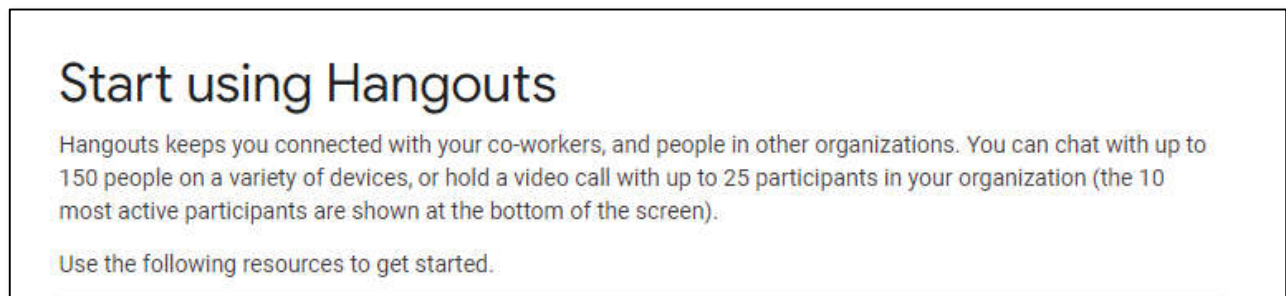 Start using Hangouts
Hangouts keeps you connected with your co-workers, and people in other organizations. You can chat with up to
150 people on a variety of devices, or hold a video call with up to 25 participants in your organization (the 10
most active participants are shown at the bottom of the screen).
Use the following resources to get started.